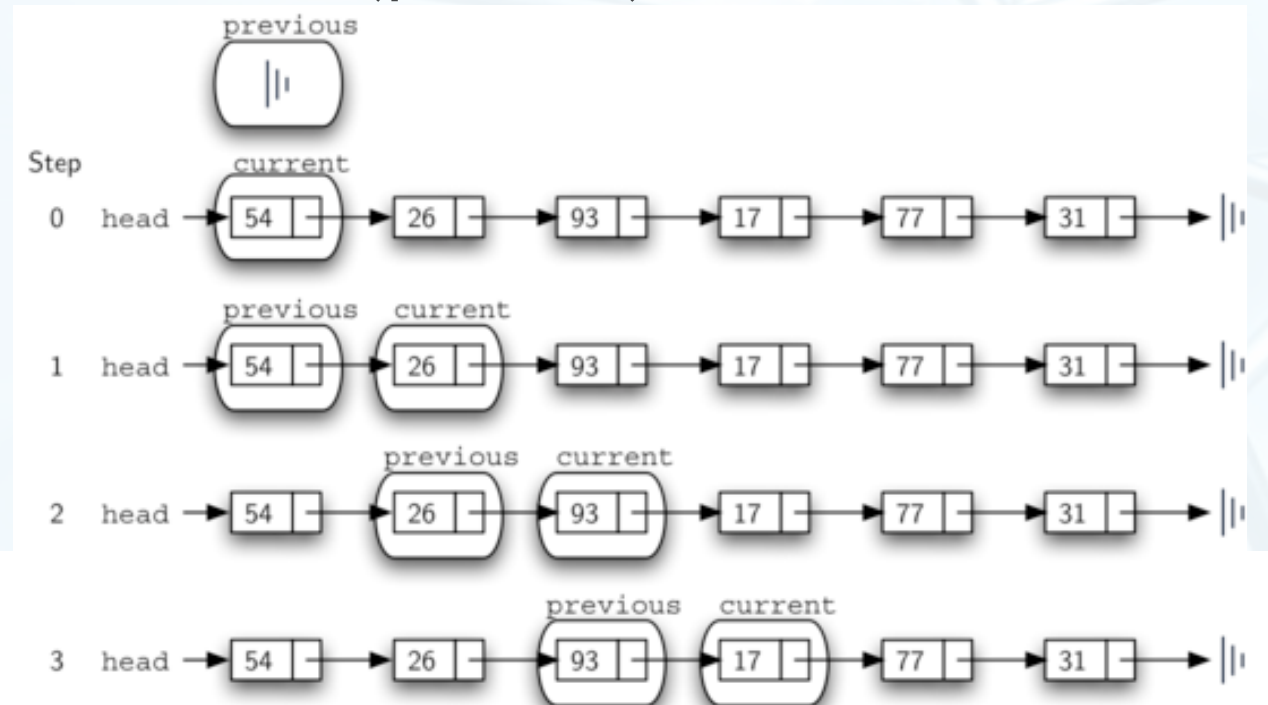 previous
Step
current
0 head 54 26 93 17 77 31
previous current
1 head 54 26 93 17 77 31
previous current
2 head 54 26 93 17 77 31
previous current
3 head 54 26 93 17 77 31